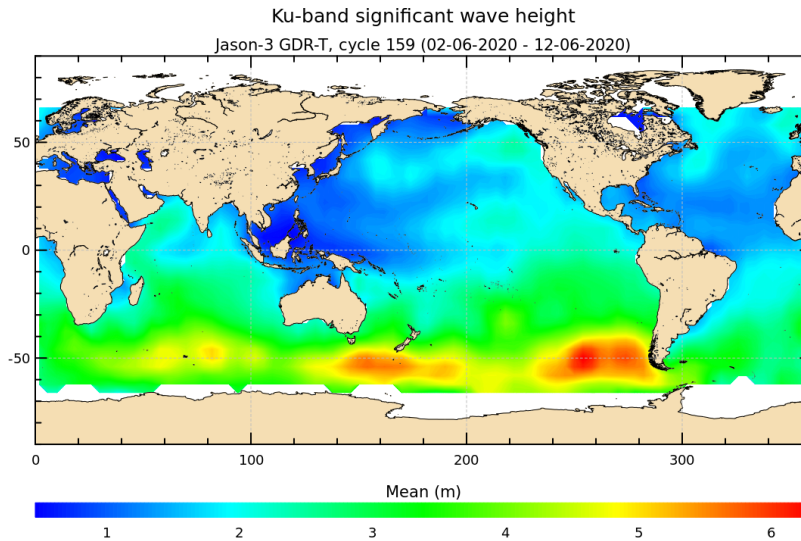 Ku-band significant wave height
Jason-3 GDR-T, cycle 159 (02-06-2020 - 12-06-2020)
50
0
-50
0 100 200 300
Mean (m)
1 2 3 4 5 6